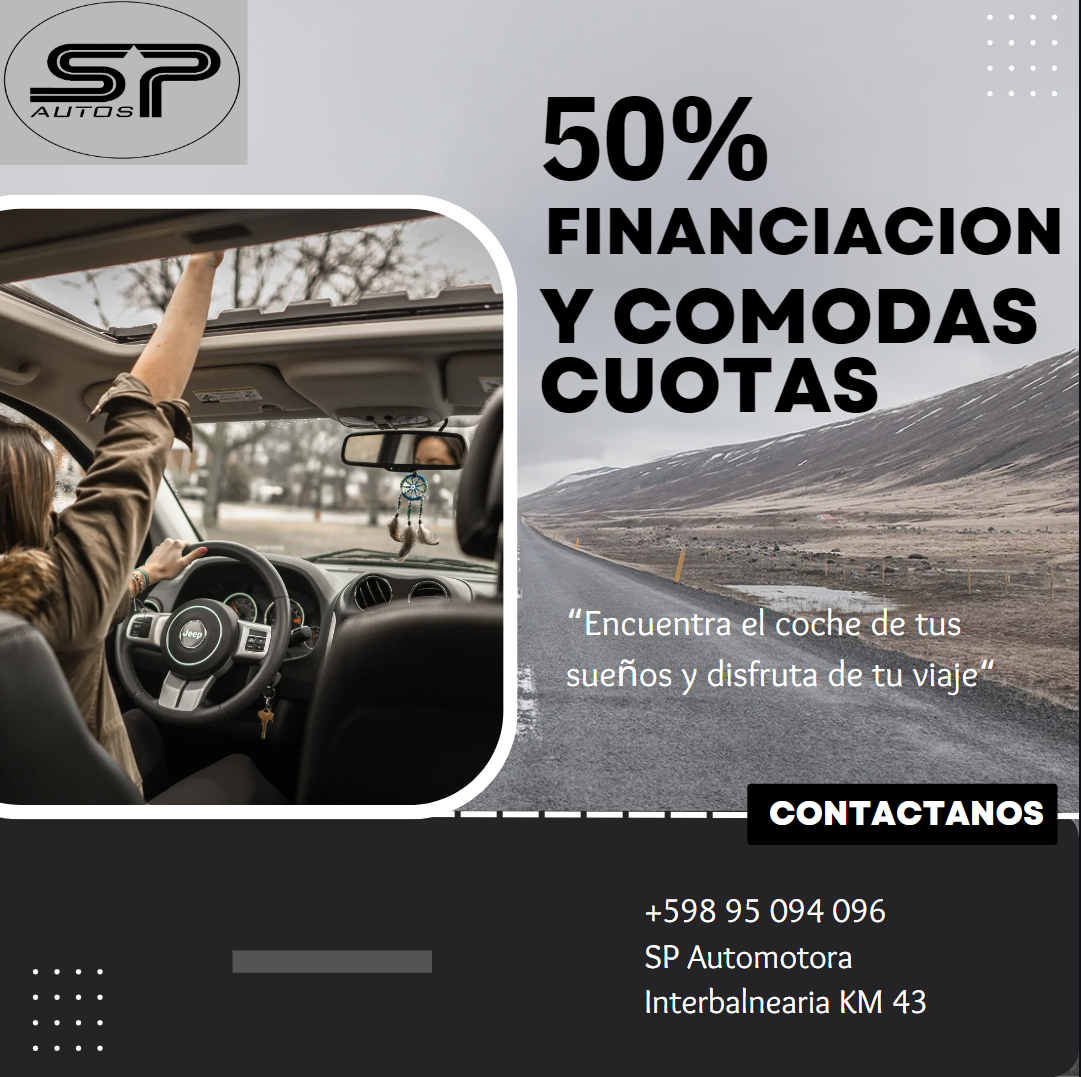 SP
AUTOS
50%
FINANCIACION
Y COMODAS
CUOTAS
Jeep
“Encuentra el coche de tus
sueños y disfruta de tu viaje“
CONTACTANOS
+598 95 094 096
SP Automotora
Interbalnearia KM 43